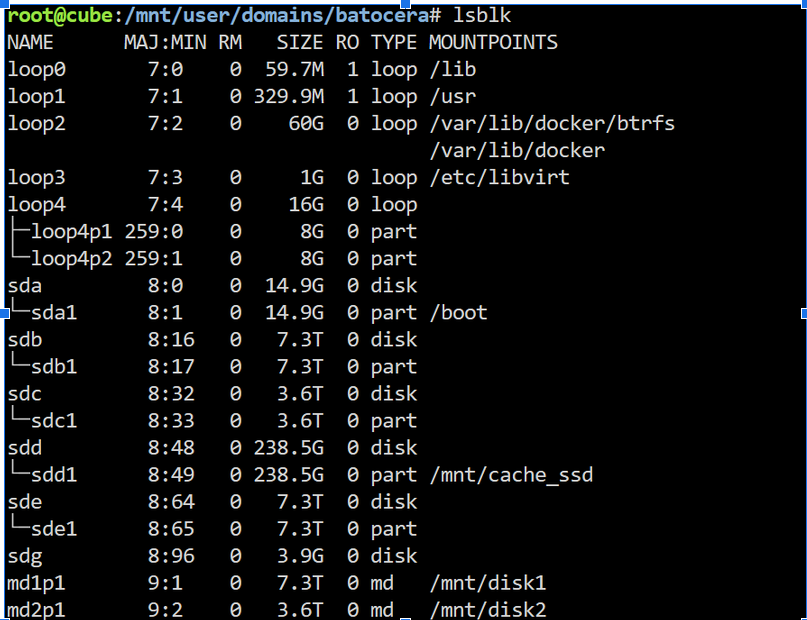 root@cube:/mnt/user/domains/batocera# lsblk
NAME      MAJ:MIN RM   SIZE RO TYPE MOUNTPOINTS
loop0       7:0    0  59.7M  1 loop /lib
loop1       7:1    0 329.9M  1 loop /usr
loop2       7:2    0    60G  0 loop /var/lib/docker/btrfs
                                    /var/lib/docker
loop3       7:3    0     1G  0 loop /etc/libvirt
loop4       7:4    0    16G  0 loop
├─loop4p1 259:0    0     8G  0 part
└─loop4p2 259:1    0     8G  0 part
sda         8:0    0  14.9G  0 disk
└─sda1      8:1    0  14.9G  0 part /boot
sdb         8:16   0   7.3T  0 disk
└─sdb1      8:17   0   7.3T  0 part
sdc         8:32   0   3.6T  0 disk
└─sdc1      8:33   0   3.6T  0 part
sdd         8:48   0 238.5G  0 disk
└─sdd1      8:49   0 238.5G  0 part /mnt/cache_ssd
sde         8:64   0   7.3T  0 disk
└─sde1      8:65   0   7.3T  0 part
sdg         8:96   0   3.9G  0 disk
md1p1       9:1    0   7.3T  0 md   /mnt/disk1
md2p1       9:2    0   3.6T  0 md   /mnt/disk2